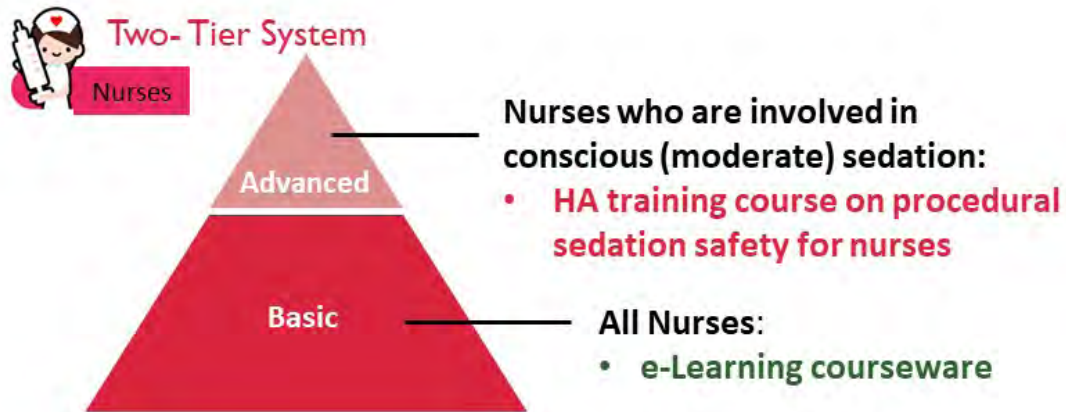 Two- Tier System
Nurses
Nurses who are involved in
conscious (moderate) sedation:
• HA training course on procedural
sedation safety for nurses
Advanced
Basic
All Nurses:
• e-Learning courseware